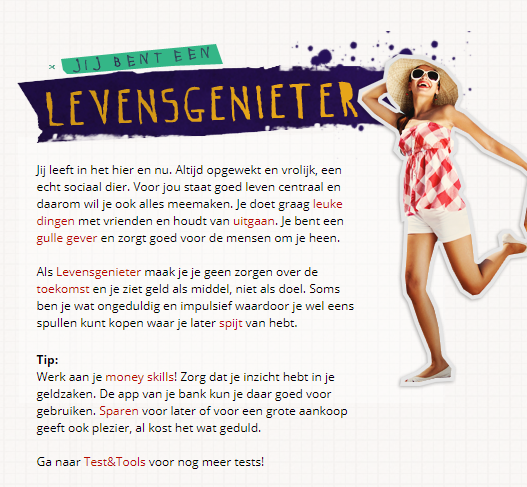 JIJ BENT EEN
LEVENSGENIETER
Jij leeft in het hier en nu. Altijd opgewekt en vrolijk, een
echt sociaal dier. Voor jou staat goed leven centraal en
daarom wil je ook alles meemaken. Je doet graag leuke
dingen met vrienden en houdt van uitgaan. Je bent een
gulle gever en zorgt goed voor de mensen om je heen.
Als Levensgenieter maak je je geen zorgen over de
toekomst en je ziet geld als middel, niet als doel. Soms
ben je wat ongeduldig en impulsief waardoor je wel eens
spullen kunt kopen waar je later spijt van hebt.
Tip:
Werk aan je money skills! Zorg dat je inzicht hebt in je
geldzaken. De app van je bank kun je daar goed voor
gebruiken. Sparen voor later of voor een grote aankoop
geeft ook plezier, al kost het wat geduld.
Ga naar Test&Tools voor nog meer tests!